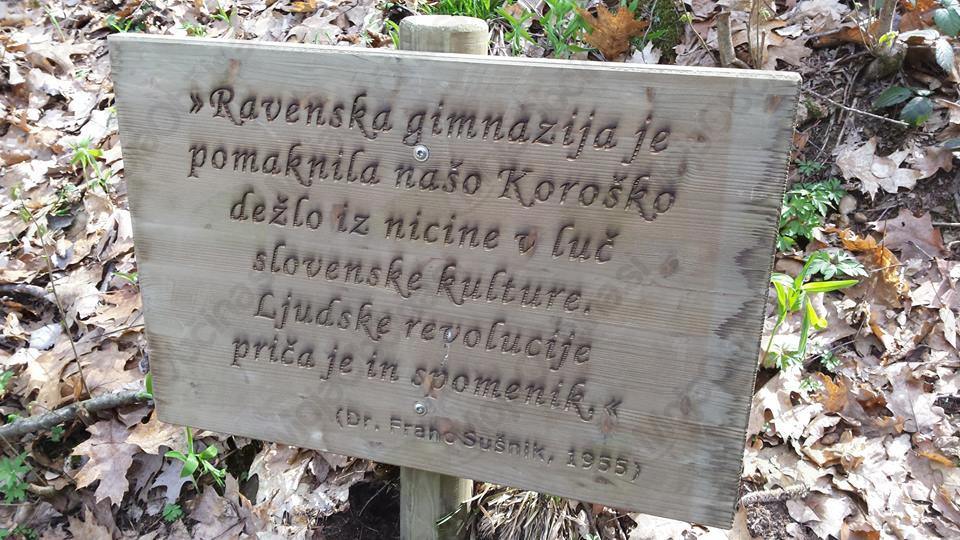 »Ravenska gimnazija je
pomaknila našo Koroško
dežlo iz nicine v luč
slovenske kulture.
Ljudske revolucije
priča je in spomenik.«
(Dr. Franc Sušnik, 1955)